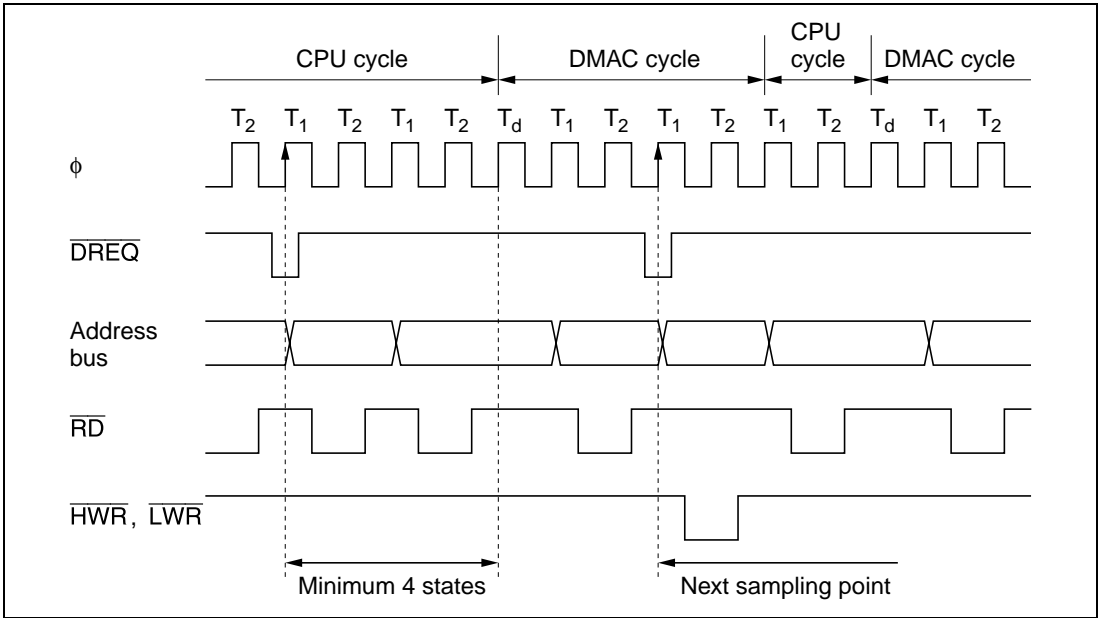 CPU cycle DMAC cycle CPU cycle DMAC cycle
T2 T1 T2 T1 T2 Td T1 T2 T1 T2 T1 T2 Td T1 T2
φ
DREQ
Address
bus
RD
HWR, LWR
Minimum 4 states Next sampling point